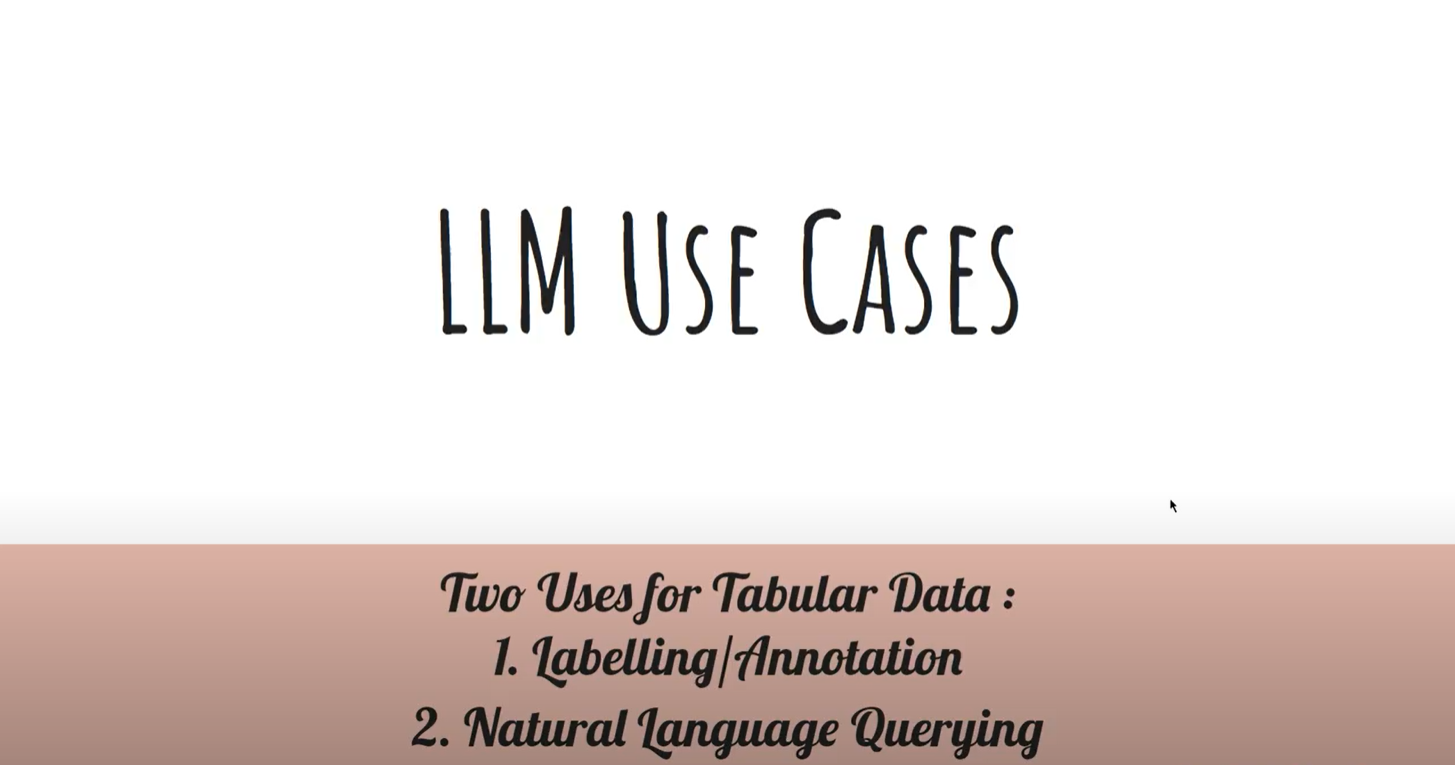 LLM Use Cases
Two Uses for Tabular Data :
1. Labelling/Annotation
2. Natural Language Querying